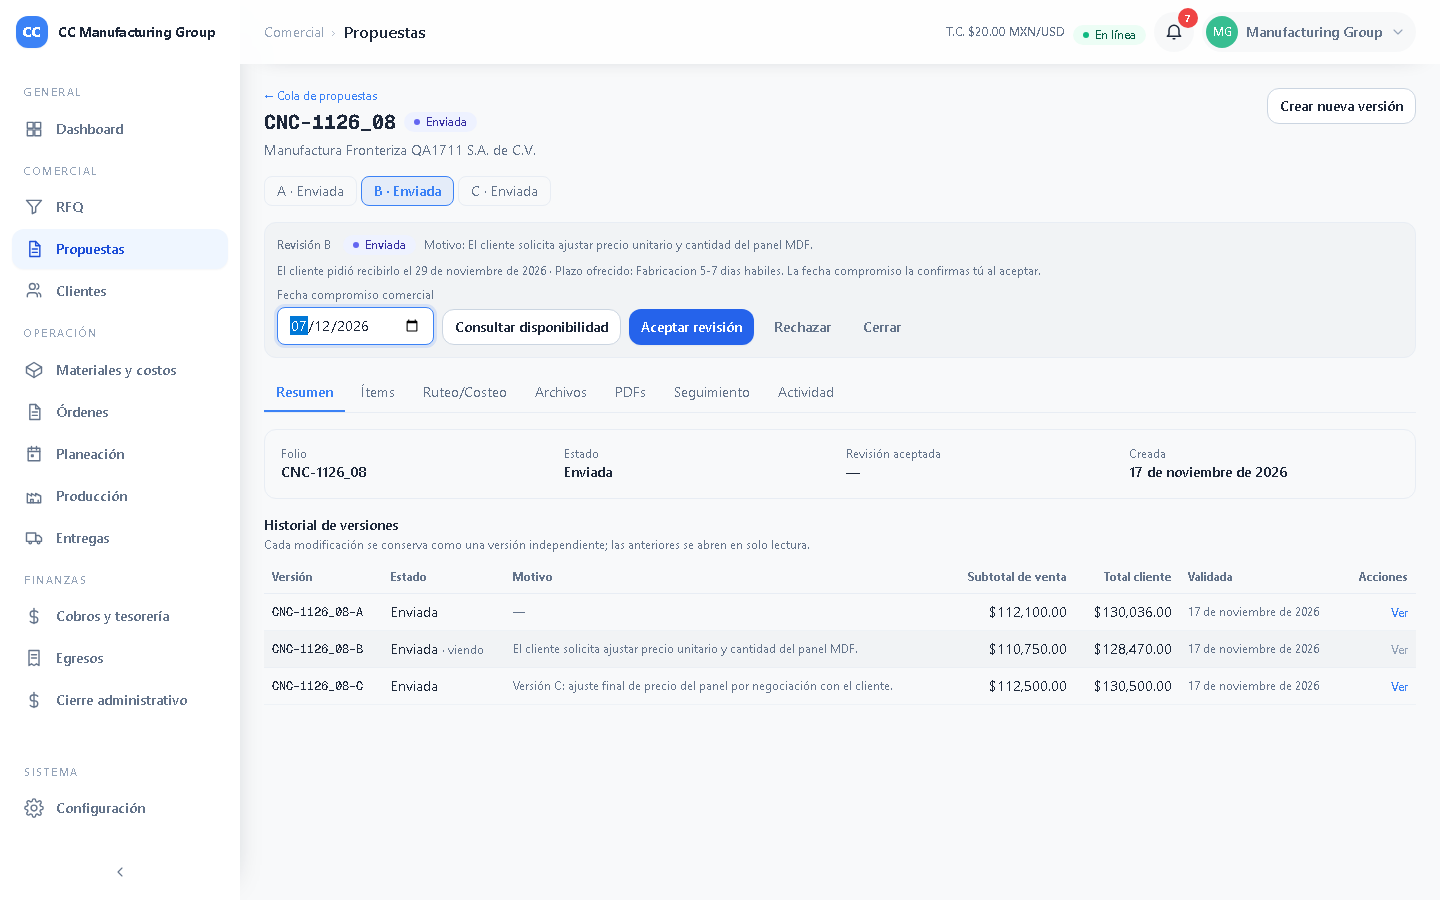 CC CC Manufacturing Group
Comercial › Propuestas
T.C. $20.00 MXN/USD
En línea
7
MG Manufacturing Group
GENERAL
Dashboard
COMERCIAL
RFQ
Propuestas
Clientes
OPERACIÓN
Materiales y costos
Órdenes
Planeación
Producción
Entregas
FINANZAS
Cobros y tesorería
Egresos
Cierre administrativo
SISTEMA
Configuración
← Cola de propuestas
CNC-1126_08 Enviada
Crear nueva versión
Manufactura Fronteriza QA1711 S.A. de C.V.
A · Enviada B · Enviada C · Enviada
Revisión B Enviada Motivo: El cliente solicita ajustar precio unitario y cantidad del panel MDF.
El cliente pidió recibirlo el 29 de noviembre de 2026 · Plazo ofrecido: Fabricacion 5-7 dias habiles. La fecha compromiso la confirmas tú al aceptar.
Fecha compromiso comercial
07/12/2026 Consultar disponibilidad Aceptar revisión Rechazar Cerrar
Resumen Ítems Ruteo/Costeo Archivos PDFs Seguimiento Actividad
Folio Estado Revisión aceptada Creada
CNC-1126_08 Enviada — 17 de noviembre de 2026
Historial de versiones
Cada modificación se conserva como una versión independiente; las anteriores se abren en solo lectura.
Versión Estado Motivo Subtotal de venta Total cliente Validada Acciones
CNC-1126_08-A Enviada — $112,100.00 $130,036.00 17 de noviembre de 2026 Ver
CNC-1126_08-B Enviada · viendo El cliente solicita ajustar precio unitario y cantidad del panel MDF. $110,750.00 $128,470.00 17 de noviembre de 2026 Ver
CNC-1126_08-C Enviada Versión C: ajuste final de precio del panel por negociación con el cliente. $112,500.00 $130,500.00 17 de noviembre de 2026 Ver